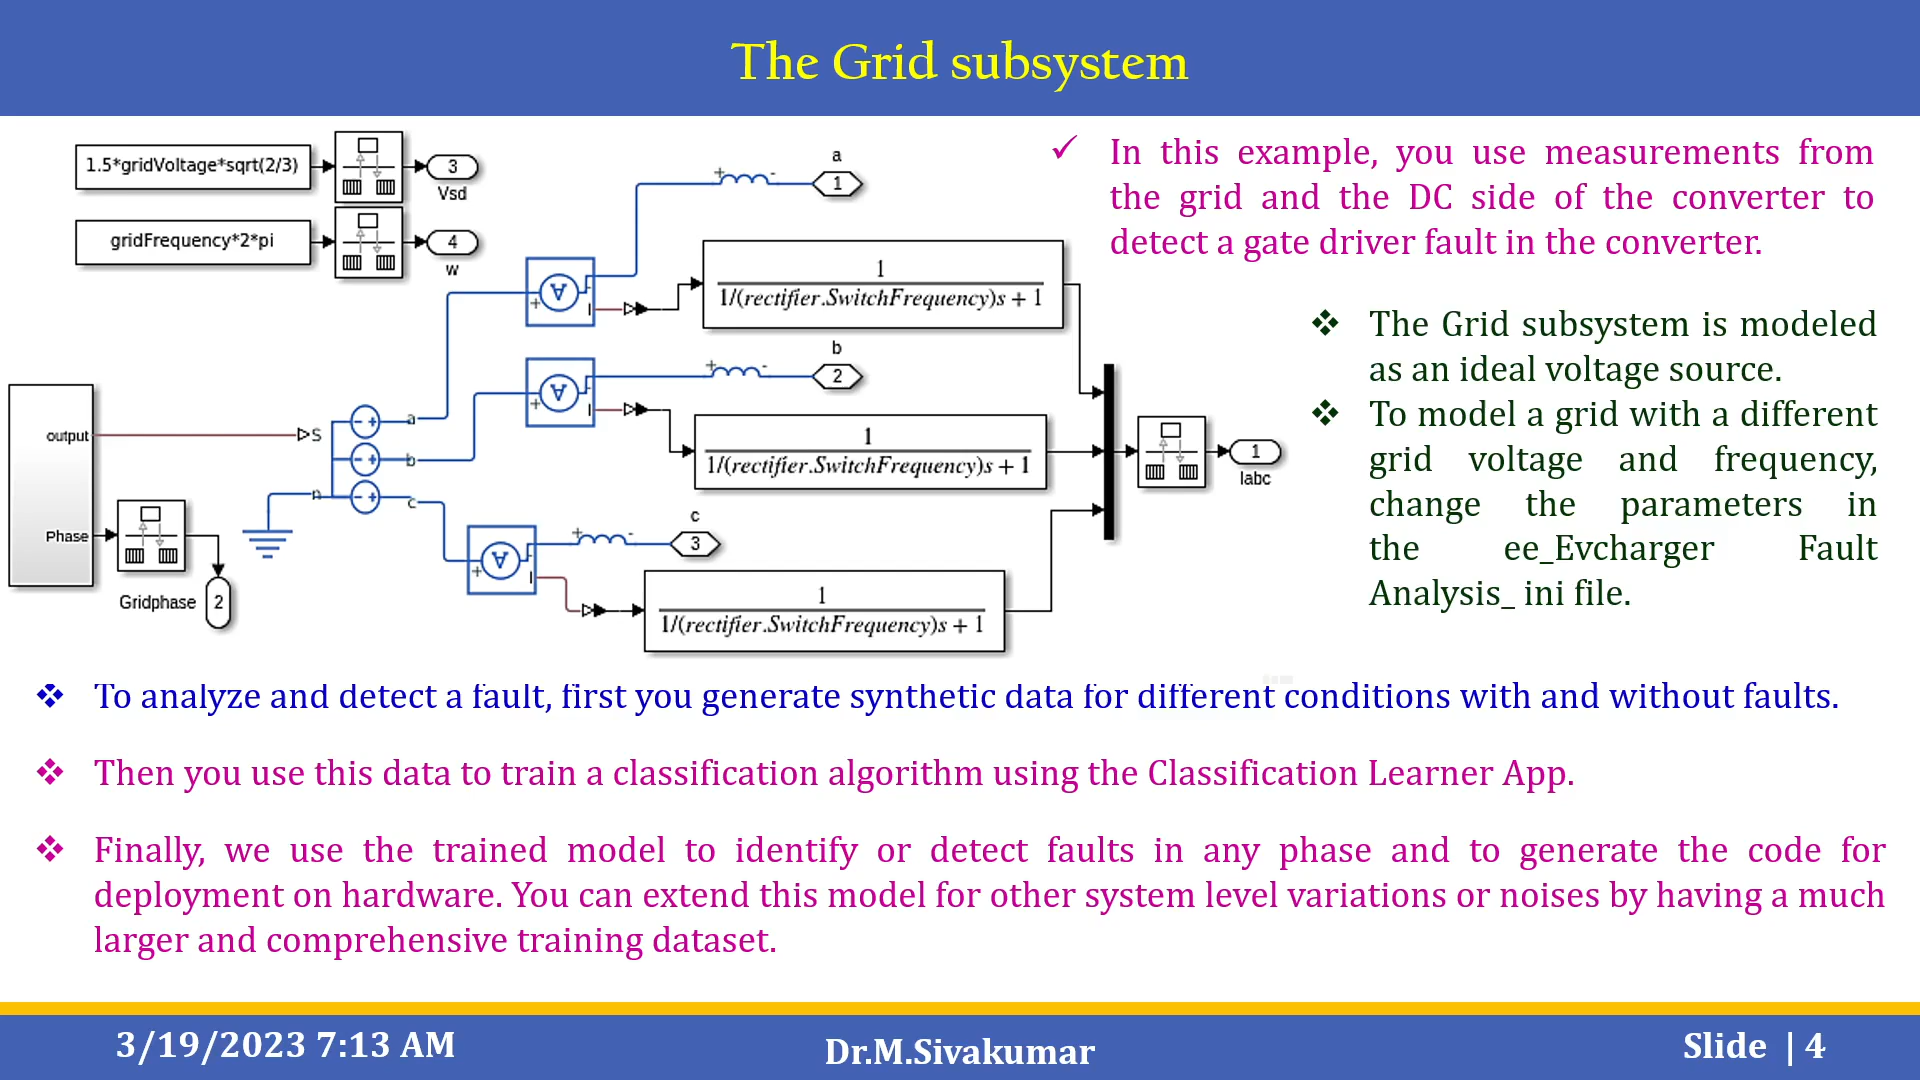 The Grid subsystem
1.5*gridVoltage*sqrt(2/3)
3
Vsd
gridFrequency*2*pi
4
w
a
1
1
1/(rectifier.SwitchFrequency)s + 1
b
2
1
1/(rectifier.SwitchFrequency)s + 1
c
3
1
1/(rectifier.SwitchFrequency)s + 1
output
Phase
Gridphase
2
S
n
a
b
c
A
+
-
I
A
+
-
I
A
+
-
I
1
Iabc
✓ In this example, you use measurements from
the grid and the DC side of the converter to
detect a gate driver fault in the converter.
❖ The Grid subsystem is modeled
as an ideal voltage source.
❖ To model a grid with a different
grid voltage and frequency,
change the parameters in
the ee_Evcharger Fault
Analysis_ ini file.
❖ To analyze and detect a fault, first you generate synthetic data for different conditions with and without faults.
❖ Then you use this data to train a classification algorithm using the Classification Learner App.
❖ Finally, we use the trained model to identify or detect faults in any phase and to generate the code for
deployment on hardware. You can extend this model for other system level variations or noises by having a much
larger and comprehensive training dataset.
3/19/2023 7:13 AM
Dr.M.Sivakumar
Slide | 4